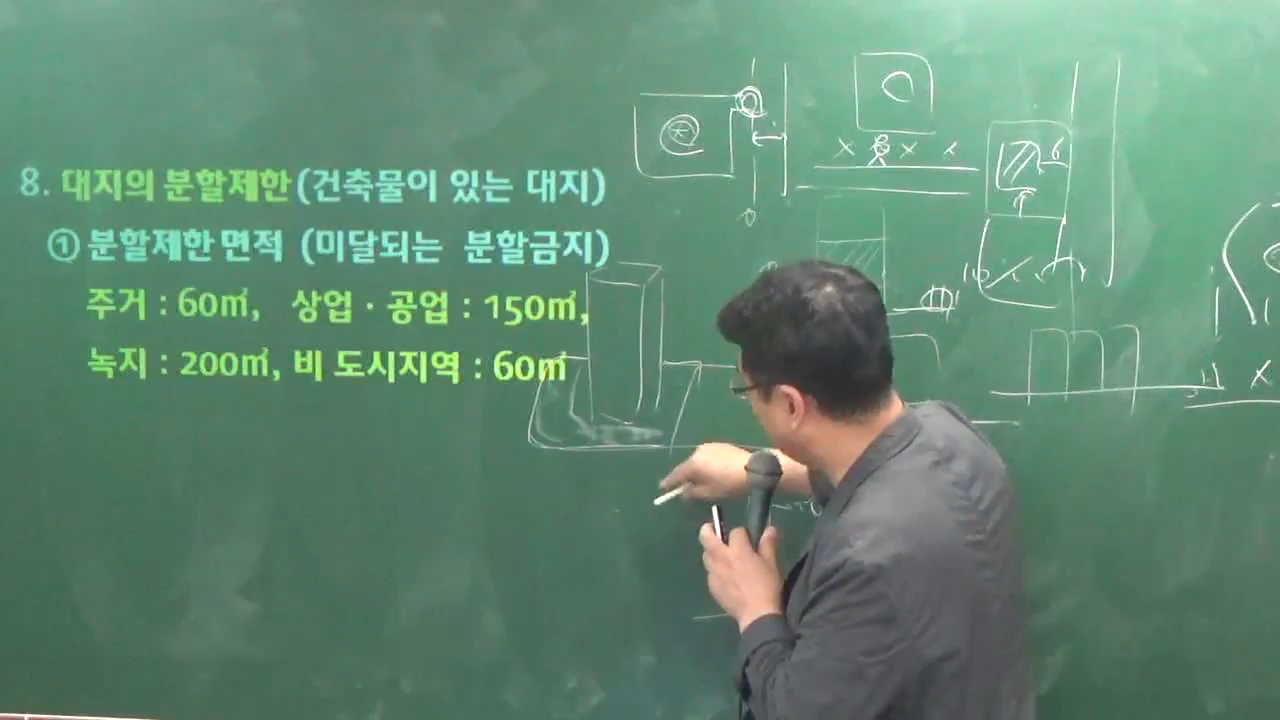 8. 대지의 분할제한 (건축물이 있는 대지)
① 분할제한면적 (미달되는 분할금지)
주거 : 60㎡, 상업·공업 : 150㎡,
녹지 : 200㎡, 비 도시지역 : 60㎡